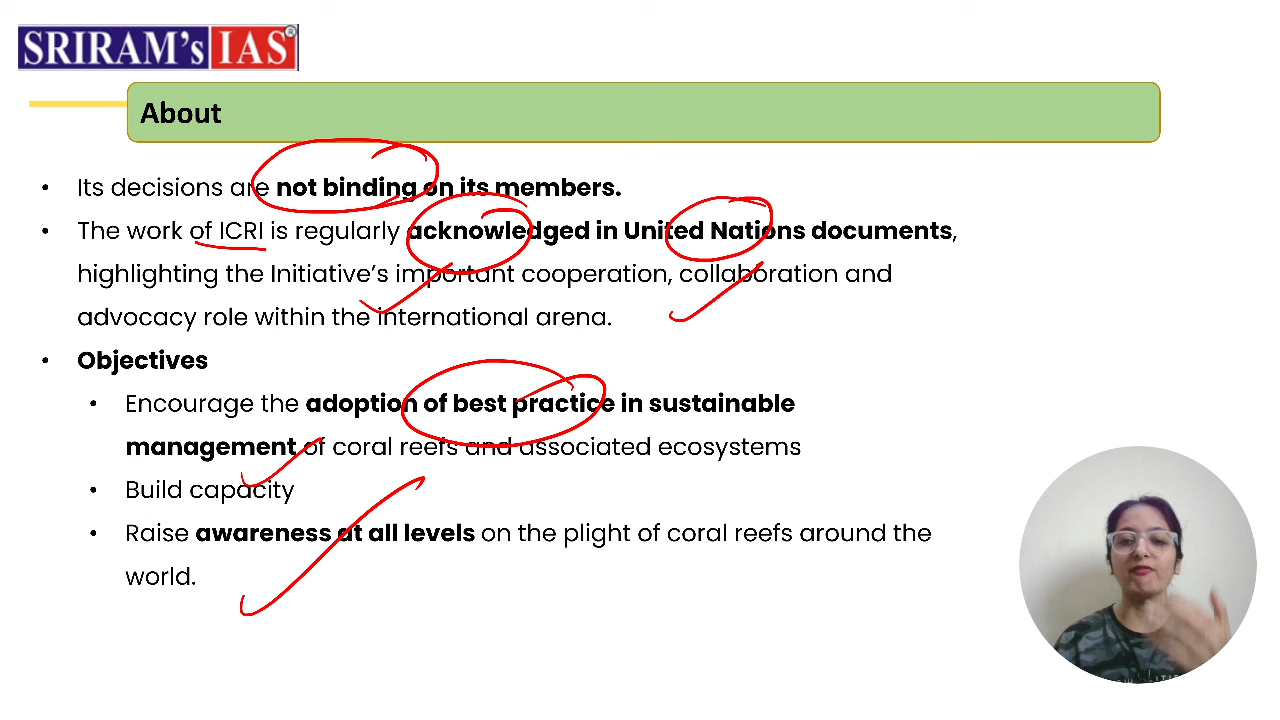 SRIRAM's IAS®
About
• Its decisions are not binding on its members.
• The work of ICRI is regularly acknowledged in United Nations documents,
highlighting the Initiative's important cooperation, collaboration and
advocacy role within the international arena.
• Objectives
• Encourage the adoption of best practice in sustainable
management of coral reefs and associated ecosystems
• Build capacity
• Raise awareness at all levels on the plight of coral reefs around the
world.